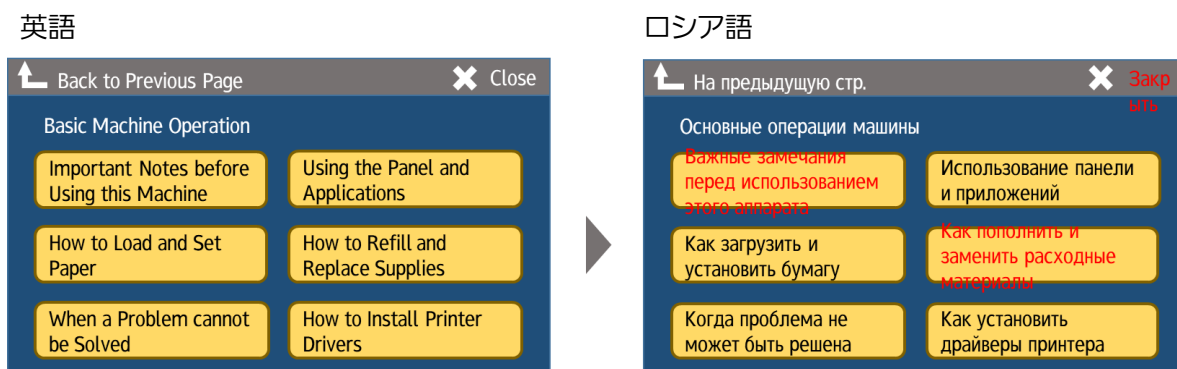 英語
ロシア語
Back to Previous Page
Close
Basic Machine Operation
Important Notes before
Using this Machine
Using the Panel and
Applications
How to Load and Set
Paper
How to Refill and
Replace Supplies
When a Problem cannot
be Solved
How to Install Printer
Drivers
На предыдущую стр.
Закр
ыть
Основные операции машины
Важные замечания
перед использованием
этого аппарата
Использование панели
и приложений
Как загрузить и
установить бумагу
Как пополнить и
заменить расходные
материалы
Когда проблема не
может быть решена
Как установить
драйверы принтера